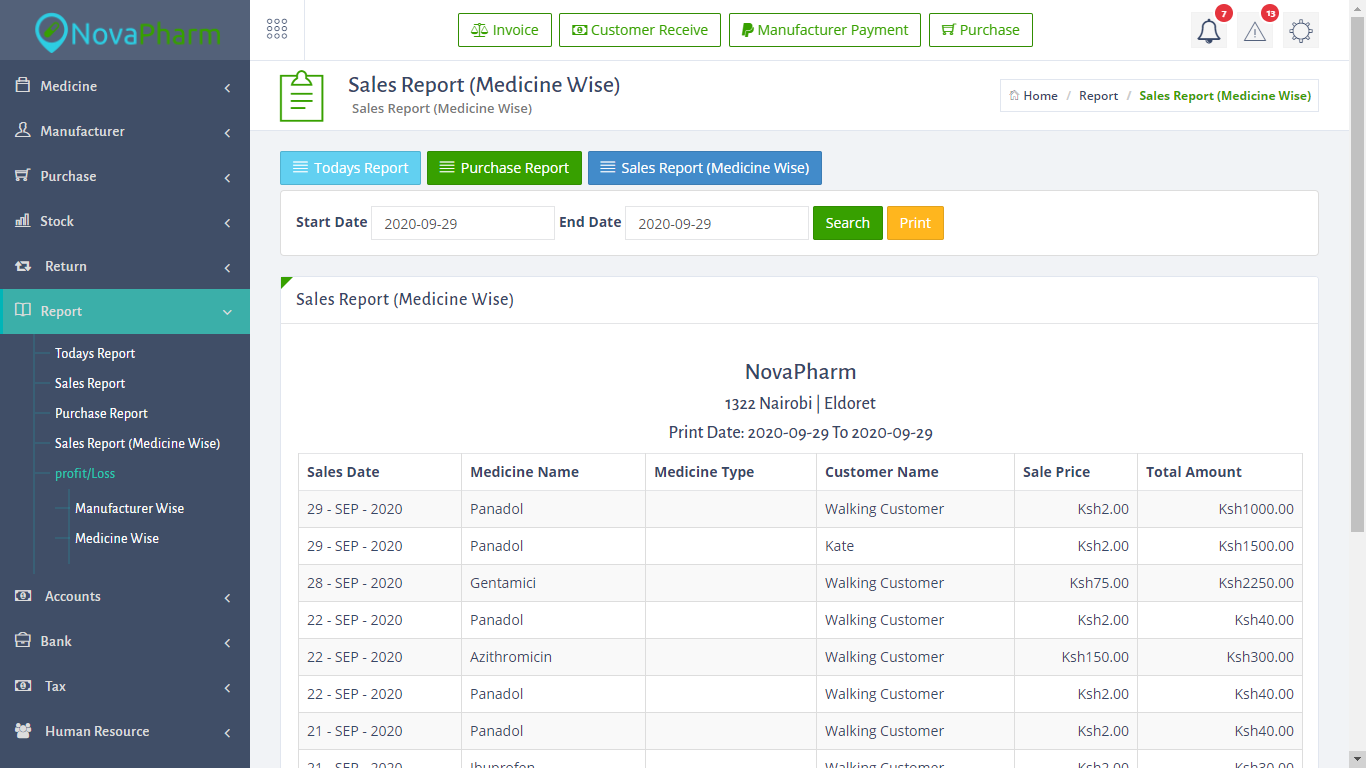 NovaPharm
Invoice
Customer Receive
Manufacturer Payment
Purchase
7
13
Medicine
Manufacturer
Purchase
Stock
Return
Report
Todays Report
Sales Report
Purchase Report
Sales Report (Medicine Wise)
profit/Loss
Manufacturer Wise
Medicine Wise
Accounts
Bank
Tax
Human Resource
Sales Report (Medicine Wise)
Sales Report (Medicine Wise)
Home / Report / Sales Report (Medicine Wise)
Todays Report Purchase Report Sales Report (Medicine Wise)
Start Date 2020-09-29 End Date 2020-09-29 Search Print
Sales Report (Medicine Wise)
NovaPharm
1322 Nairobi | Eldoret
Print Date: 2020-09-29 To 2020-09-29
Sales Date Medicine Name Medicine Type Customer Name Sale Price Total Amount
29 - SEP - 2020 Panadol Walking Customer Ksh2.00 Ksh1000.00
29 - SEP - 2020 Panadol Kate Ksh2.00 Ksh1500.00
28 - SEP - 2020 Gentamici Walking Customer Ksh75.00 Ksh2250.00
22 - SEP - 2020 Panadol Walking Customer Ksh2.00 Ksh40.00
22 - SEP - 2020 Azithromicin Walking Customer Ksh150.00 Ksh300.00
22 - SEP - 2020 Panadol Walking Customer Ksh2.00 Ksh40.00
21 - SEP - 2020 Panadol Walking Customer Ksh2.00 Ksh40.00
21 - SEP - 2020 Ibuprofen Walking Customer Ksh2.00 Ksh30.00